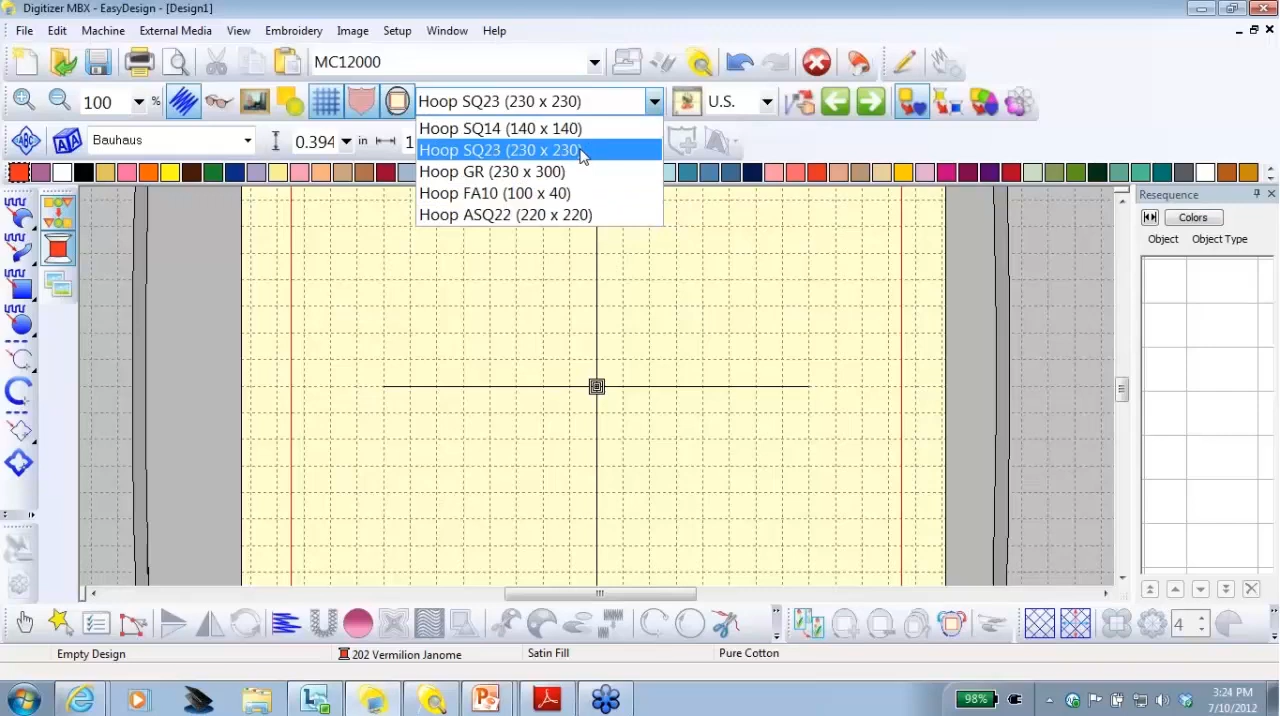 Digitizer MBX - EasyDesign - [Design1]
File Edit Machine External Media View Embroidery Image Setup Window Help
MC12000
100 % Hoop SQ23 (230 x 230) U.S.
Bauhaus 0.394 in 1
Hoop SQ14 (140 x 140)
Hoop SQ23 (230 x 230)
Hoop GR (230 x 300)
Hoop FA10 (100 x 40)
Hoop ASQ22 (220 x 220)
Resequence
Colors
Object Object Type
4
Empty Design 202 Vermilion Janome Satin Fill Pure Cotton
98% 3:24 PM
7/10/2012